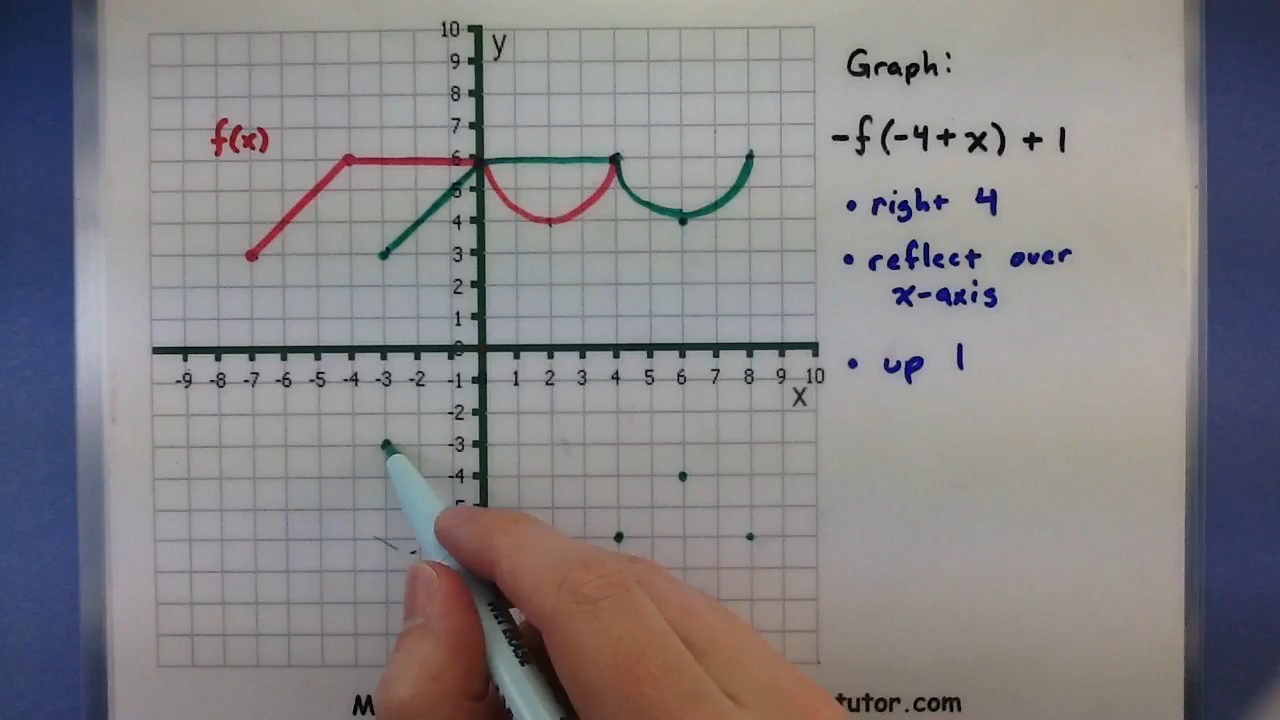 10
y
9
8
7
6
5
4
3
2
1
0
-9 -8 -7 -6 -5 -4 -3 -2 -1 1 2 3 4 5 6 7 8 9 10
x
-2
-3
-4
f(x)
Graph:
-f(-4+x)+1
• right 4
• reflect over
x-axis
• up 1
M tutor.com